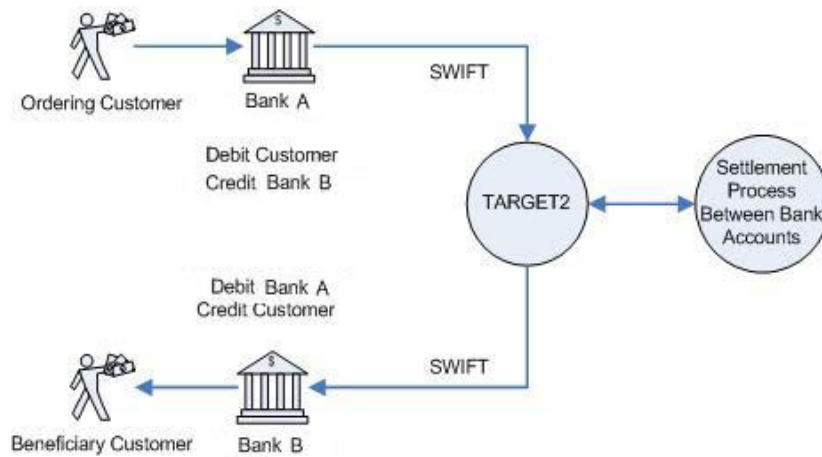 $
SWIFT
Ordering Customer
Bank A
Debit Customer
Credit Bank B
TARGET2
Settlement
Process
Between Bank
Accounts
Debit Bank A
Credit Customer
$
SWIFT
Beneficiary Customer
Bank B